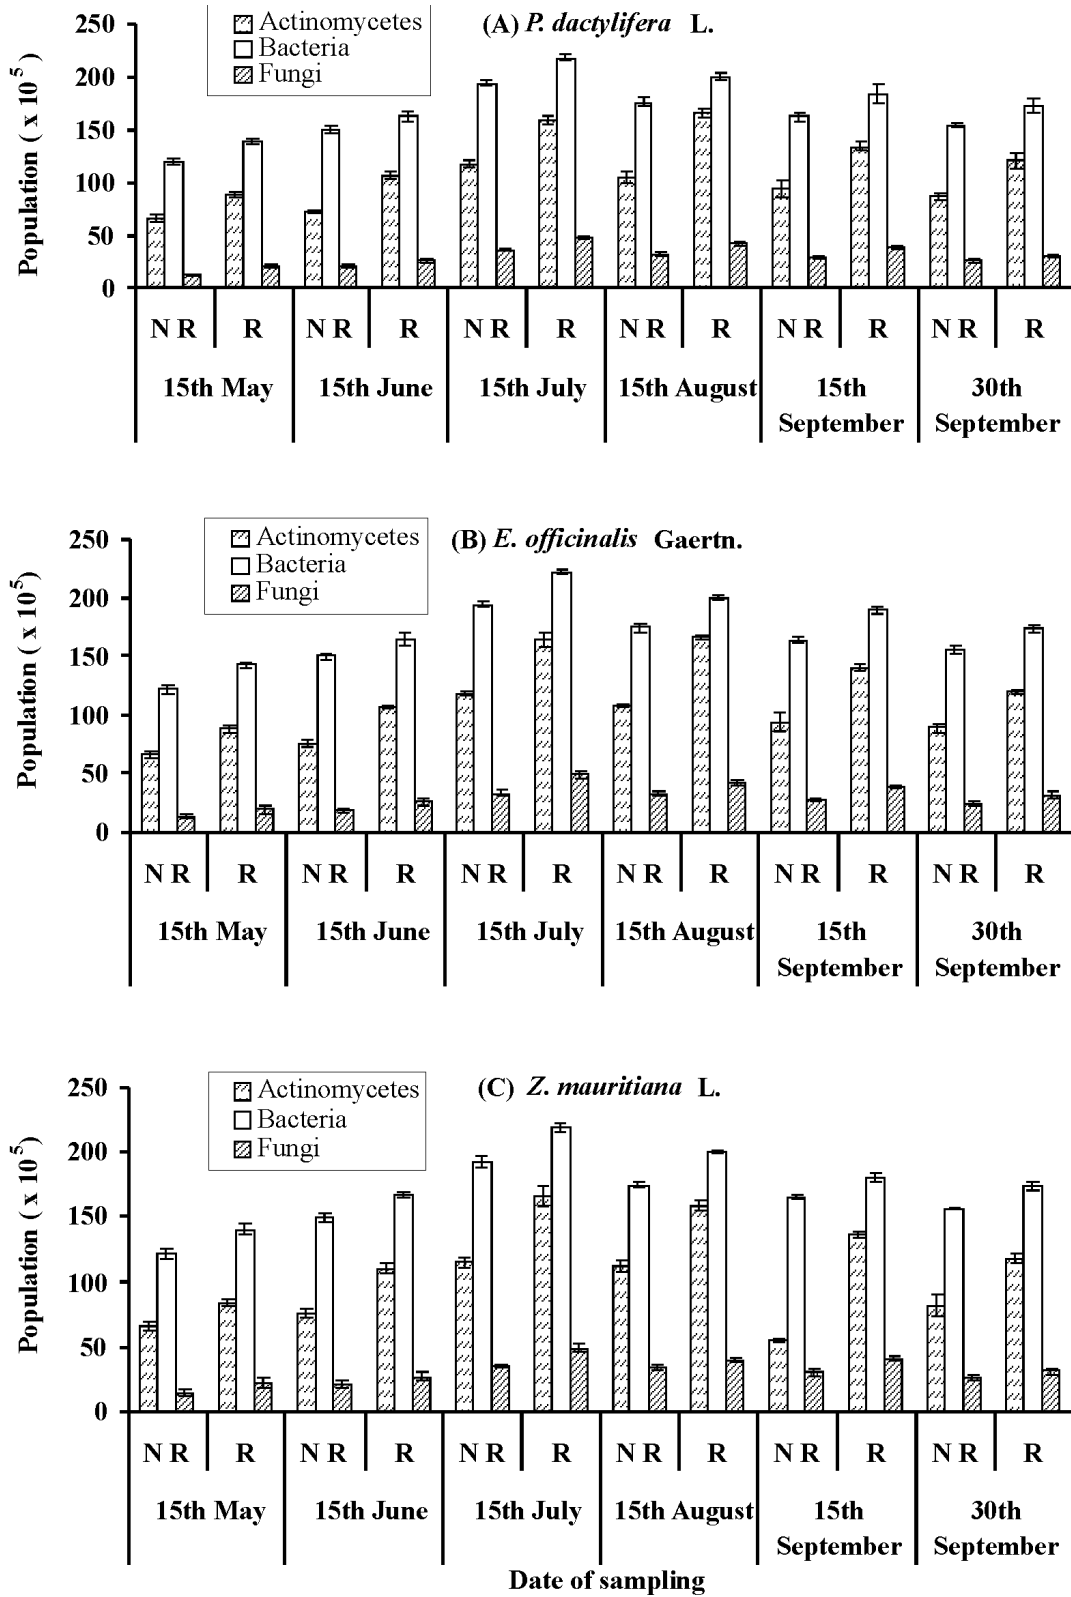 (A) P. dactylifera L.
Actinomycetes
Bacteria
Fungi
Population ( x 10^5 )
250
200
150
100
50
0
N R R N R R N R R N R R N R R N R R
15th May 15th June 15th July 15th August 15th September 30th September
(B) E. officinalis Gaertn.
Actinomycetes
Bacteria
Fungi
Population ( x 10^5)
250
200
150
100
50
0
N R R N R R N R R N R R N R R N R R
15th May 15th June 15th July 15th August 15th September 30th September
(C) Z. mauritiana L.
Actinomycetes
Bacteria
Fungi
Population ( x 10^5)
250
200
150
100
50
0
N R R N R R N R R N R R N R R N R R
15th May 15th June 15th July 15th August 15th September 30th September
Date of sampling